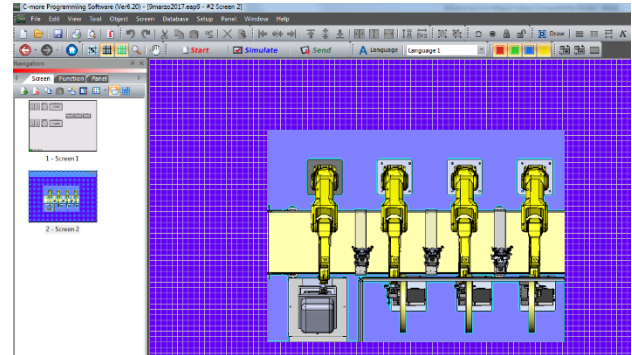 C-more Programming Software (Ver6.20) - [9marzo2017.eap9 - #2 Screen 2]
File Edit View Tool Object Screen Database Setup Panel Window Help
Start Simulate Send A Language Language 1
Draw
Navigation
Screen Function Panel
1 - Screen 1
2 - Screen 2